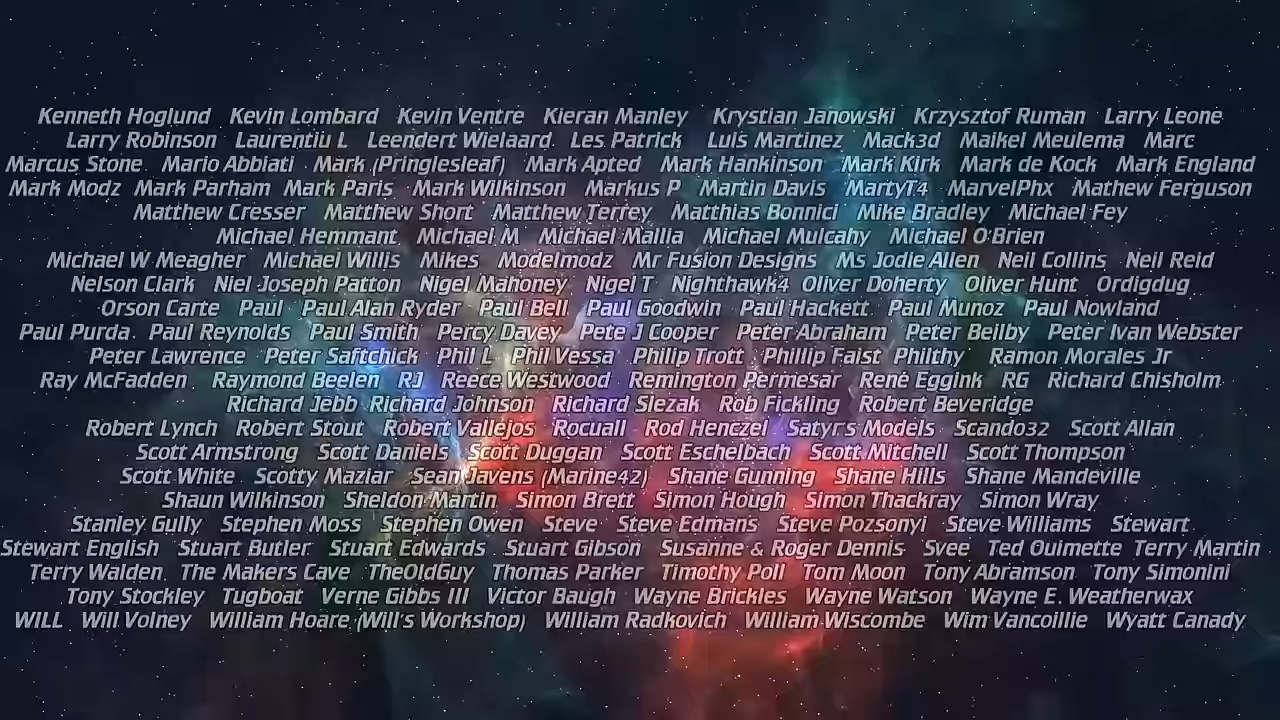 Kenneth Hoglund Kevin Lombard Kevin Ventre Kieran Manley Krystian Janowski Krzysztof Ruman Larry Leone
Larry Robinson Laurentiu L Leendert Wielaard Les Patrick Luis Martinez Mack3d Maikel Meulema Marc
Marcus Stone Mario Abbiati Mark (Pringlesleaf) Mark Apted Mark Hankinson Mark Kirk Mark de Kock Mark England
Mark Modz Mark Parham Mark Paris Mark Wilkinson Markus P Martin Davis MartyT4 MarvelPhx Mathew Ferguson
Matthew Cresser Matthew Short Matthew Terrey Matthias Bonnici Mike Bradley Michael Fey
Michael Hemmant Michael M Michael Mallia Michael Mulcahy Michael O'Brien
Michael W Meagher Michael Willis Mikes Modelmodz Mr Fusion Designs Ms Jodie Allen Neil Collins Neil Reid
Nelson Clark Niel Joseph Patton Nigel Mahoney Nigel T Nighthawk4 Oliver Doherty Oliver Hunt Ordigdug
Orson Carte Paul Paul Alan Ryder Paul Bell Paul Goodwin Paul Hackett Paul Munoz Paul Nowland
Paul Purda Paul Reynolds Paul Smith Percy Davey Pete J Cooper Peter Abraham Peter Beilby Peter Ivan Webster
Peter Lawrence Peter Saftchick Phil L Phil Vessa Philip Trott Phillip Faist Philthy Ramon Morales Jr
Ray McFadden Raymond Beelen RJ Reece Westwood Remington Permesar René Eggink RG Richard Chisholm
Richard Jebb Richard Johnson Richard Slezak Rob Fickling Robert Beveridge
Robert Lynch Robert Stout Robert Vallejos Rocuall Rod Henczel Satyr's Models Scando32 Scott Allan
Scott Armstrong Scott Daniels Scott Duggan Scott Eschelbach Scott Mitchell Scott Thompson
Scott White Scotty Maziar Sean Javens (Marine42) Shane Gunning Shane Hills Shane Mandeville
Shaun Wilkinson Sheldon Martin Simon Brett Simon Hough Simon Thackray Simon Wray
Stanley Gully Stephen Moss Stephen Owen Steve Steve Edmans Steve Pozsonyi Steve Williams Stewart
Stewart English Stuart Butler Stuart Edwards Stuart Gibson Susanne & Roger Dennis Svee Ted Ouimette Terry Martin
Terry Walden The Makers Cave TheOldGuy Thomas Parker Timothy Poll Tom Moon Tony Abramson Tony Simonini
Tony Stockley Tugboat Verne Gibbs III Victor Baugh Wayne Brickles Wayne Watson Wayne E. Weatherwax
WILL Will Volney William Hoare (Will's Workshop) William Radkovich William Wiscombe Wim Vancoillie Wyatt Canady